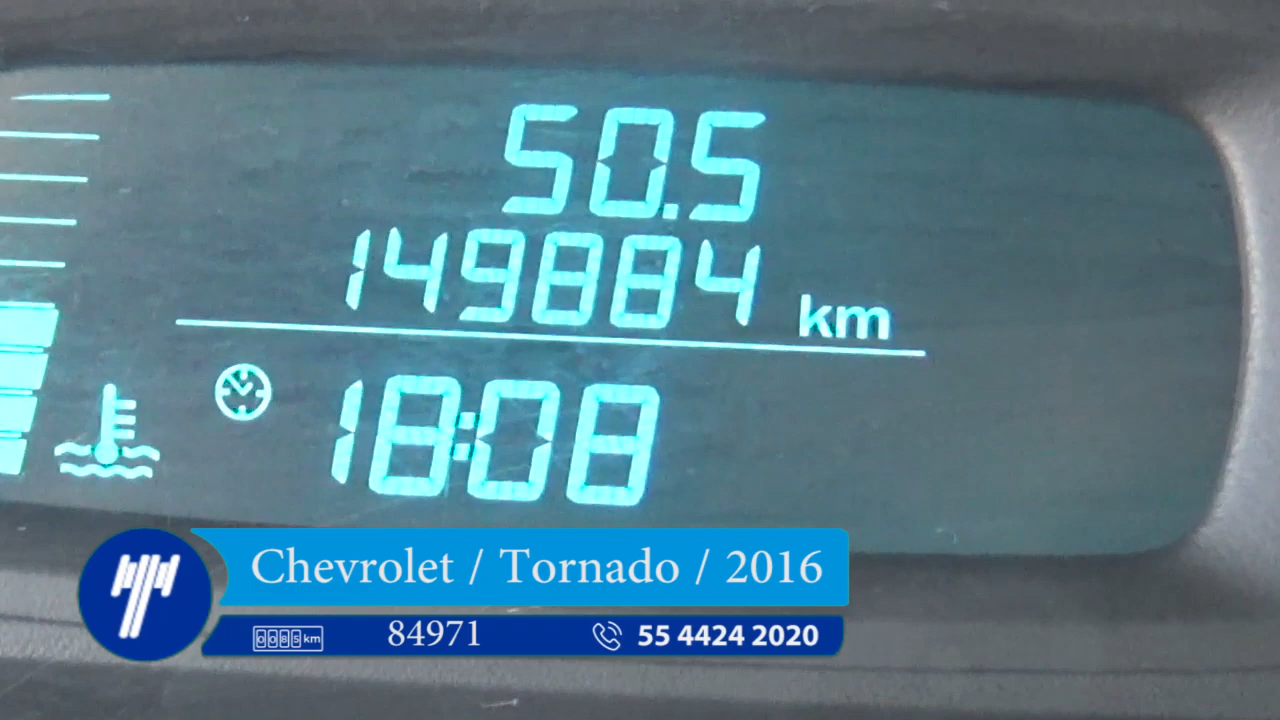 50.5
149884 km
18:08
Chevrolet / Tornado / 2016
0085 km 84971 55 4424 2020